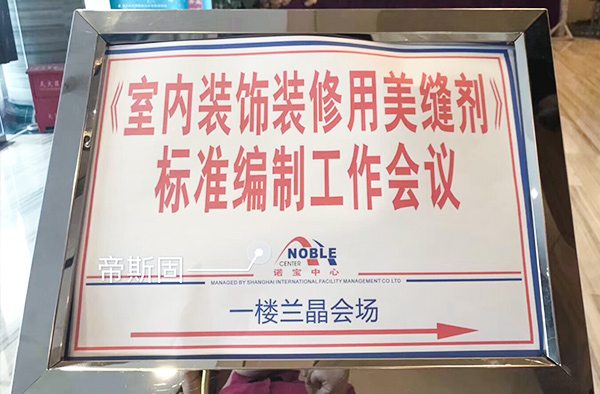 《室内装饰装修用美缝剂》
标准编制工作会议
帝斯固
NOBLE
CENTER
诺宝中心
MANAGED BY SHANGHAI INTERNATIONAL FACILITY MANAGEMENT CO LTD
一楼兰晶会场